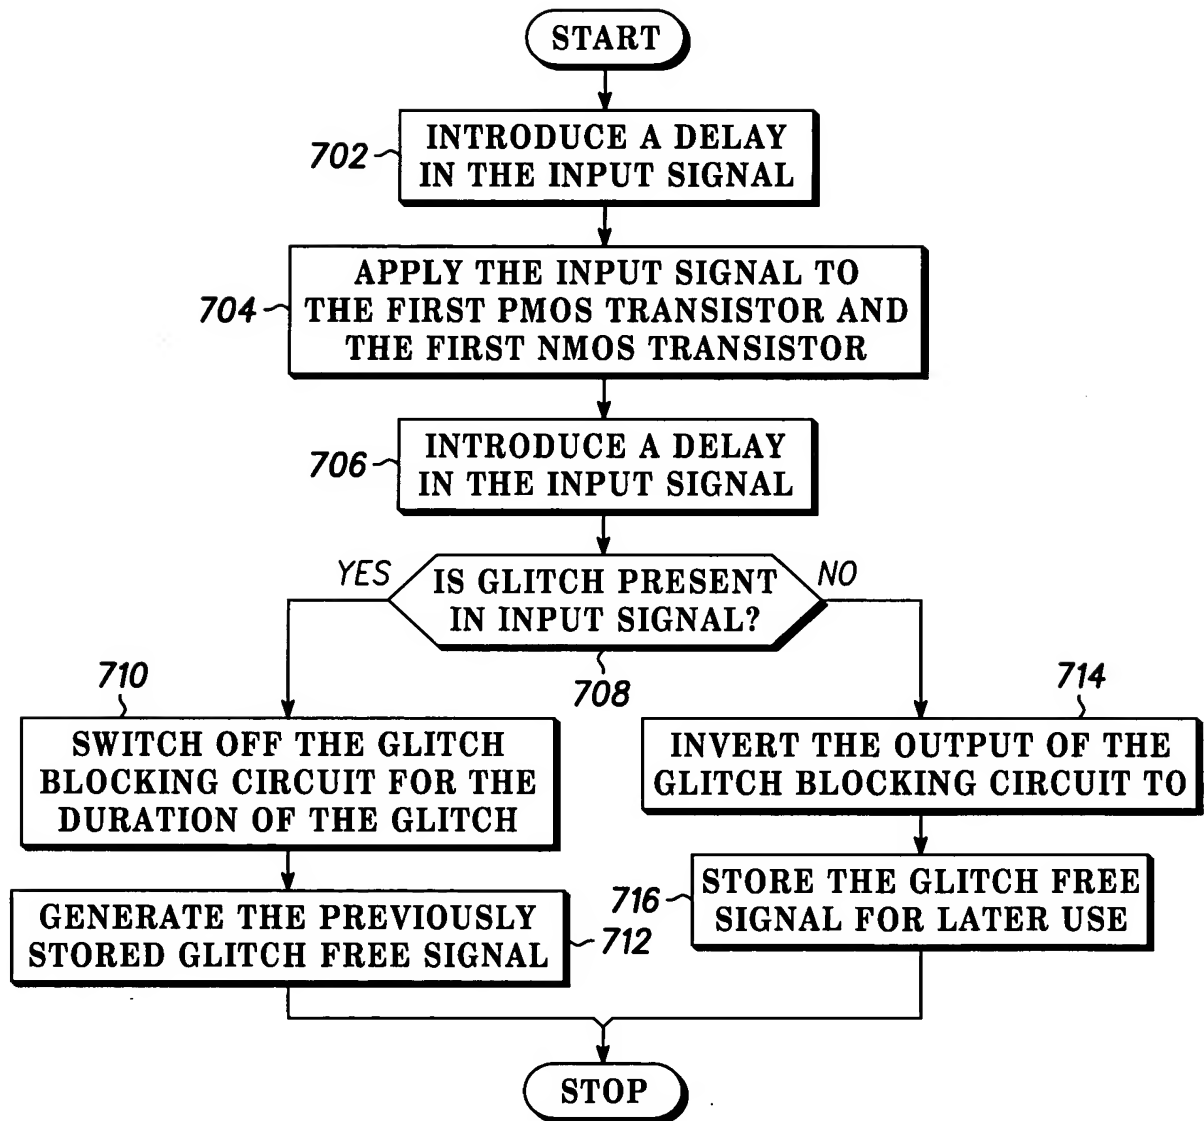 START
702
INTRODUCE A DELAY
IN THE INPUT SIGNAL
704
APPLY THE INPUT SIGNAL TO
THE FIRST PMOS TRANSISTOR AND
THE FIRST NMOS TRANSISTOR
706
INTRODUCE A DELAY
IN THE INPUT SIGNAL
YES
IS GLITCH PRESENT
IN INPUT SIGNAL?
NO
708
710
SWITCH OFF THE GLITCH
BLOCKING CIRCUIT FOR THE
DURATION OF THE GLITCH
714
INVERT THE OUTPUT OF THE
GLITCH BLOCKING CIRCUIT TO
GENERATE THE PREVIOUSLY
STORED GLITCH FREE SIGNAL
712
716
STORE THE GLITCH FREE
SIGNAL FOR LATER USE
STOP